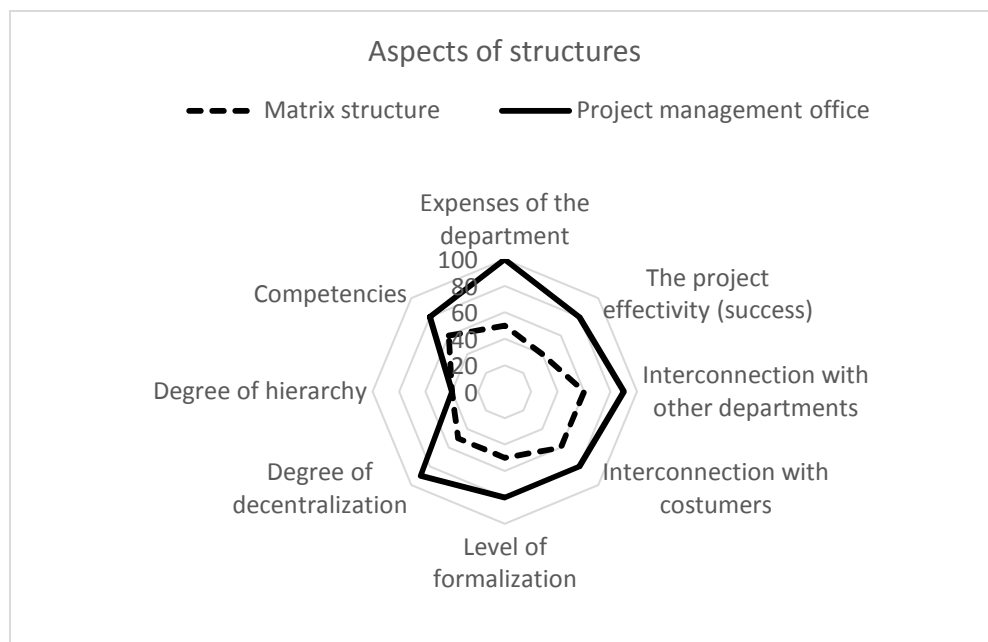 Aspects of structures
Matrix structure
Project management office
Expenses of the
department
100
80
60
40
20
0
The project
effectivity (success)
Interconnection with
other departments
Interconnection with
costumers
Level of
formalization
Degree of
decentralization
Degree of hierarchy
Competencies